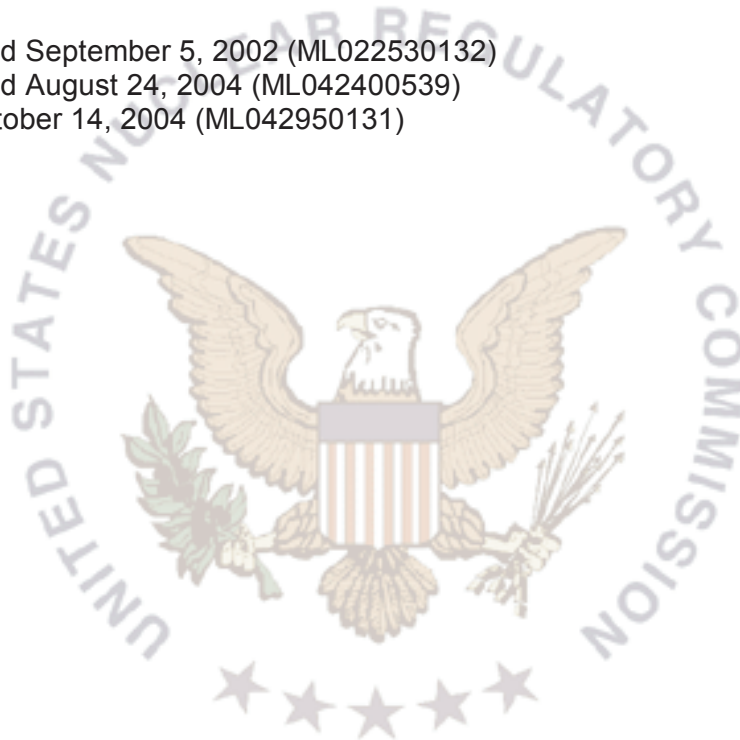 d September 5, 2002 (ML022530132)
d August 24, 2004 (ML042400539)
tober 14, 2004 (ML042950131)
UNITED STATES NUCLEAR REGULATORY COMMISSION